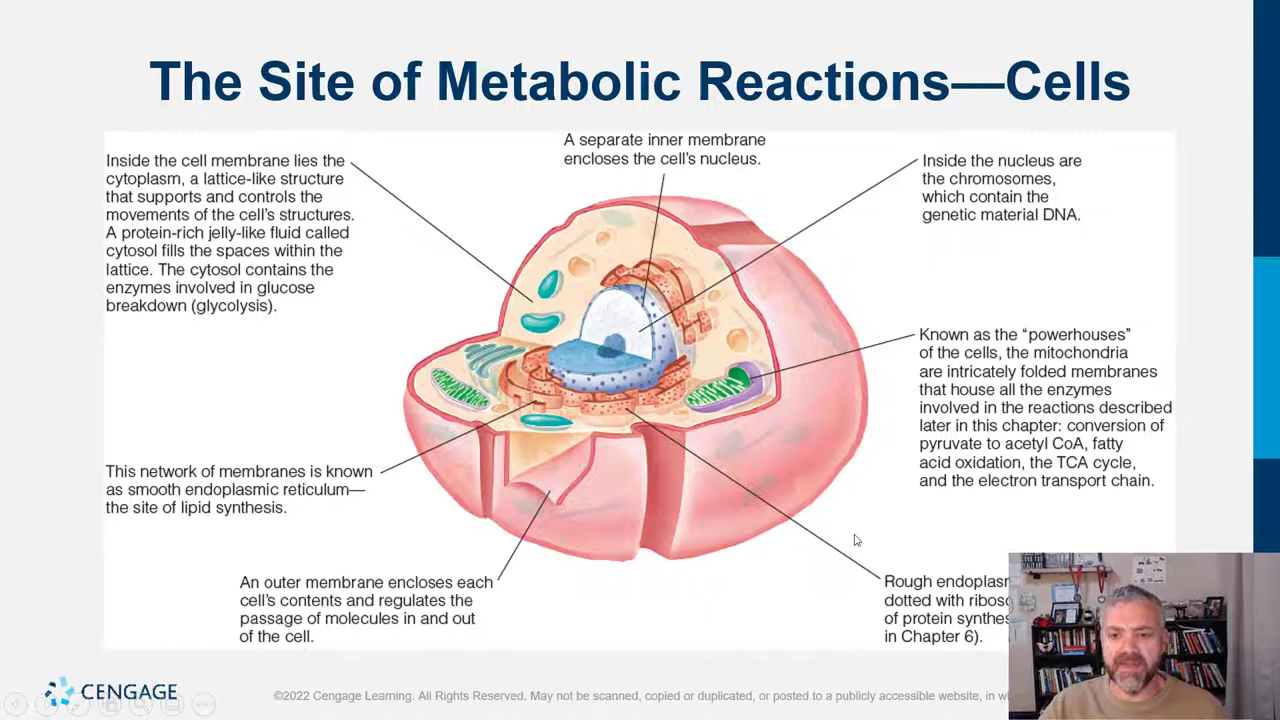 The Site of Metabolic Reactions—Cells
Inside the cell membrane lies the
cytoplasm, a lattice-like structure
that supports and controls the
movements of the cell's structures.
A protein-rich jelly-like fluid called
cytosol fills the spaces within the
lattice. The cytosol contains the
enzymes involved in glucose
breakdown (glycolysis).
A separate inner membrane
encloses the cell's nucleus.
Inside the nucleus are
the chromosomes,
which contain the
genetic material DNA.
Known as the “powerhouses”
of the cells, the mitochondria
are intricately folded membranes
that house all the enzymes
involved in the reactions described
later in this chapter: conversion of
pyruvate to acetyl CoA, fatty
acid oxidation, the TCA cycle,
and the electron transport chain.
This network of membranes is known
as smooth endoplasmic reticulum—
the site of lipid synthesis.
An outer membrane encloses each
cell's contents and regulates the
passage of molecules in and out
of the cell.
Rough
dotted with
of protein
in Chapter 6).
CENGAGE
©2022 Cengage Learning. All Rights Reserved. May not be scanned, copied or duplicated, or posted to a publicly accessible website, in